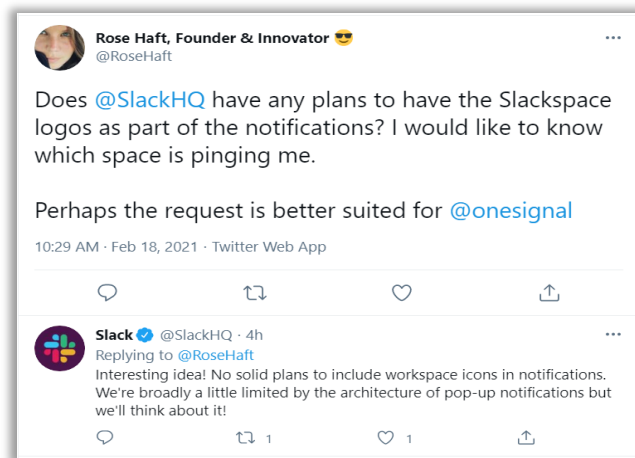 Rose Haft, Founder & Innovator 😎
@RoseHaft
Does @SlackHQ have any plans to have the Slackspace
logos as part of the notifications? I would like to know
which space is pinging me.
Perhaps the request is better suited for @onesignal
10:29 AM · Feb 18, 2021 · Twitter Web App
Slack @SlackHQ · 4h
Replying to @RoseHaft
Interesting idea! No solid plans to include workspace icons in notifications.
We're broadly a little limited by the architecture of pop-up notifications but
we'll think about it!
1 1